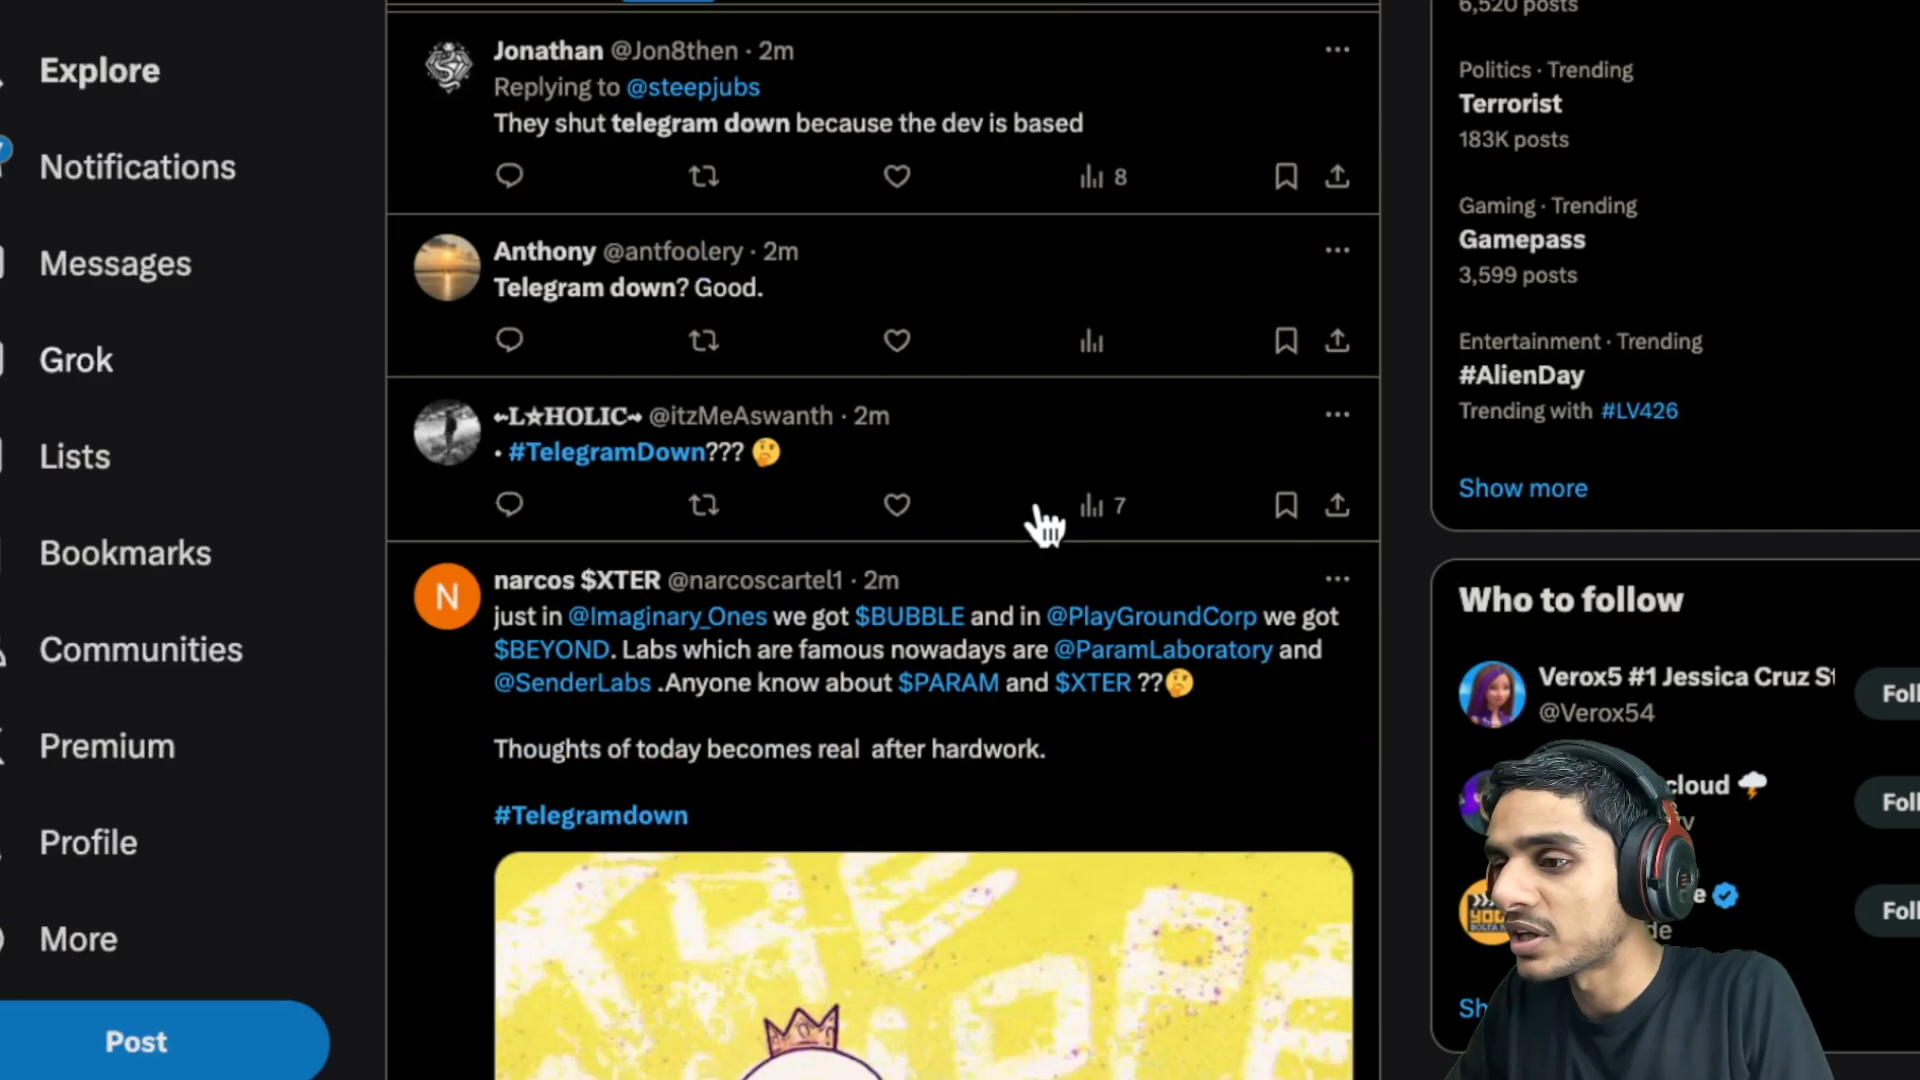 Explore
Notifications
Messages
Grok
Lists
Bookmarks
Communities
Premium
Profile
More
Post
Jonathan @Jon8then · 2m
Replying to @steepjubs
They shut telegram down because the dev is based
8
Anthony @antfoolery · 2m
Telegram down? Good.
⬳L★HOLIC⇝ @itzMeAswanth · 2m
• #TelegramDown??? 🤔
7
N
narcos $XTER @narcoscartel1 · 2m
just in @Imaginary_Ones we got $BUBBLE and in @PlayGroundCorp we got
$BEYOND. Labs which are famous nowadays are @ParamLaboratory and
@SenderLabs .Anyone know about $PARAM and $XTER ??🤔
Thoughts of today becomes real after hardwork.
#Telegramdown
6,520 posts
Politics · Trending
Terrorist
183K posts
Gaming · Trending
Gamepass
3,599 posts
Entertainment · Trending
#AlienDay
Trending with #LV426
Show more
Who to follow
Verox5 #1 Jessica Cruz St
@Verox54
Foll
cloud 🌩️
Foll
Foll